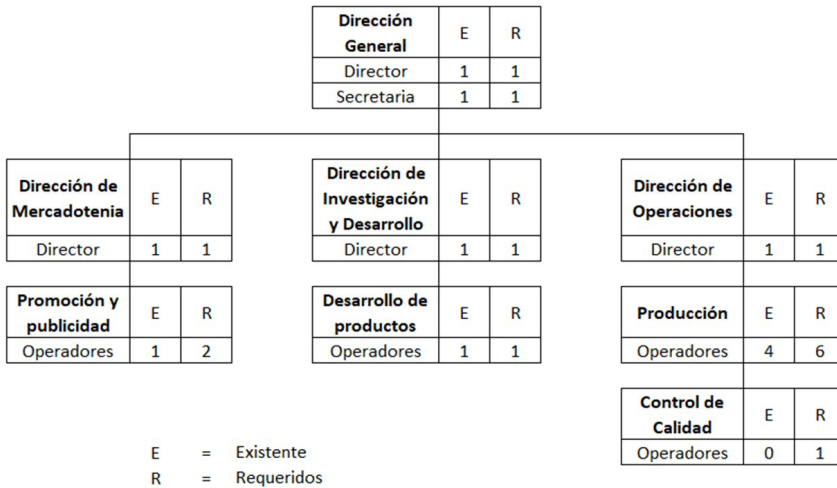 Dirección
General E R
Director 1 1
Secretaria 1 1
Dirección de
Mercadotenia E R
Director 1 1
Dirección de
Investigación
y Desarrollo E R
Director 1 1
Dirección de
Operaciones E R
Director 1 1
Promoción y
publicidad E R
Operadores 1 2
Desarrollo de
productos E R
Operadores 1 1
Producción E R
Operadores 4 6
Control de
Calidad E R
Operadores 0 1
E = Existente
R = Requeridos